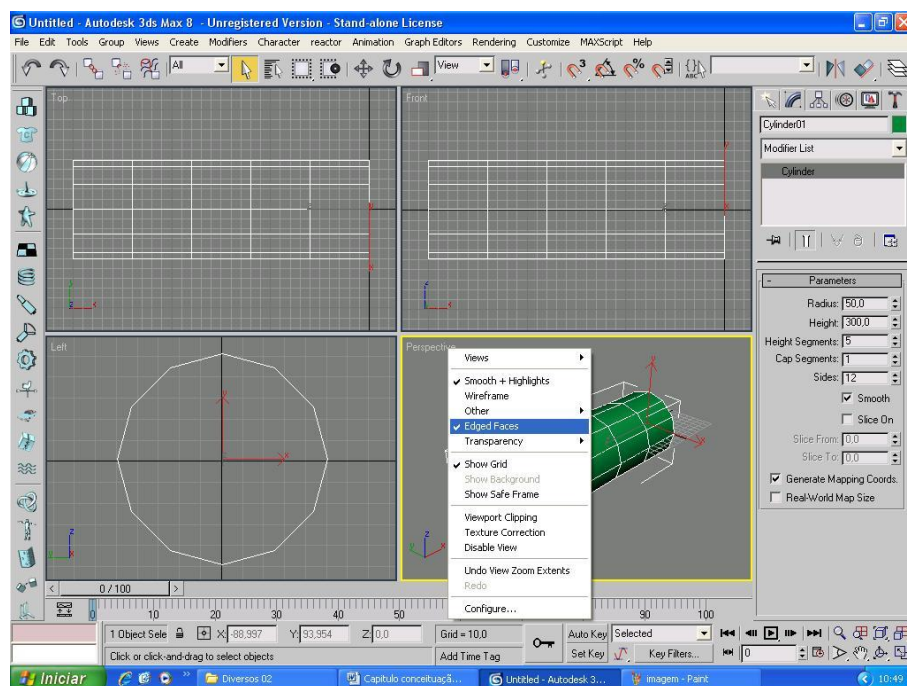 Untitled - Autodesk 3ds Max 8 - Unregistered Version - Stand-alone License
File Edit Tools Group Views Create Modifiers Character reactor Animation Graph Editors Rendering Customize MAXScript Help
All
View
3
%
ABC
Top
Front
Left
Perspective
Cylinder01
Modifier List
Cylinder
- Parameters
Radius: 50,0
Height: 300,0
Height Segments: 5
Cap Segments: 1
Sides: 12
Smooth
Slice On
Slice From: 0,0
Slice To: 0,0
Generate Mapping Coords.
Real-World Map Size
Views
Smooth + Highlights
Wireframe
Other
Edged Faces
Transparency
Show Grid
Show Background
Show Safe Frame
Viewport Clipping
Texture Correction
Disable View
Undo View Zoom Extents
Redo
Configure...
< 0 / 100 >
0 10 20 30 40 50 90 100
1 Object Sele X: -88,997 Y: 93,954 Z: 0,0 Grid = 10,0 Auto Key Selected
Click or click-and-drag to select objects Add Time Tag Set Key Key Filters... 0
Iniciar » Diversos 02 Capitulo conceituaçã... Untitled - Autodesk 3... imagem - Paint 10:49